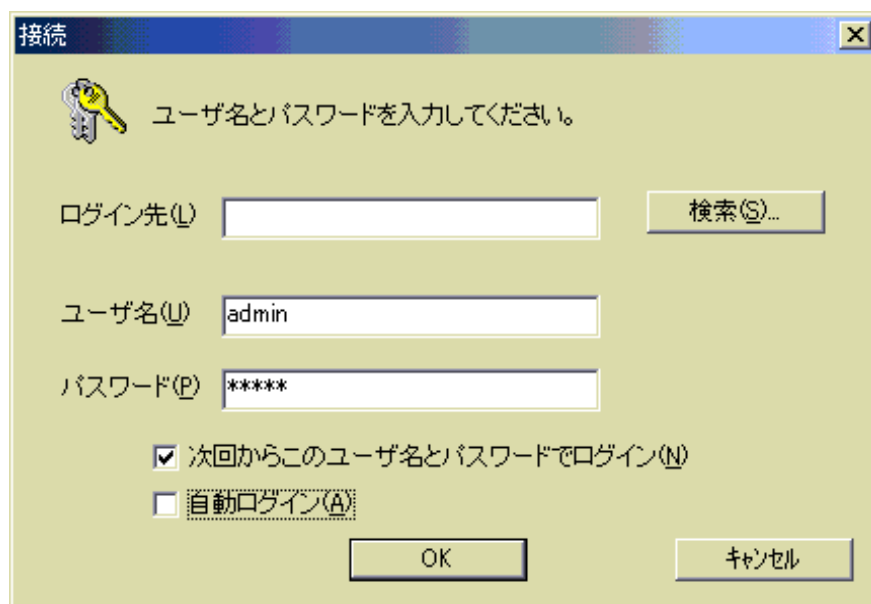 接続
ユーザ名とパスワードを入力してください。
ログイン先(L)
検索(S)...
ユーザ名(U) admin
パスワード(P) *****
次回からこのユーザ名とパスワードでログイン(N)
自動ログイン(A)
OK ｷｬﾝｾﾙ